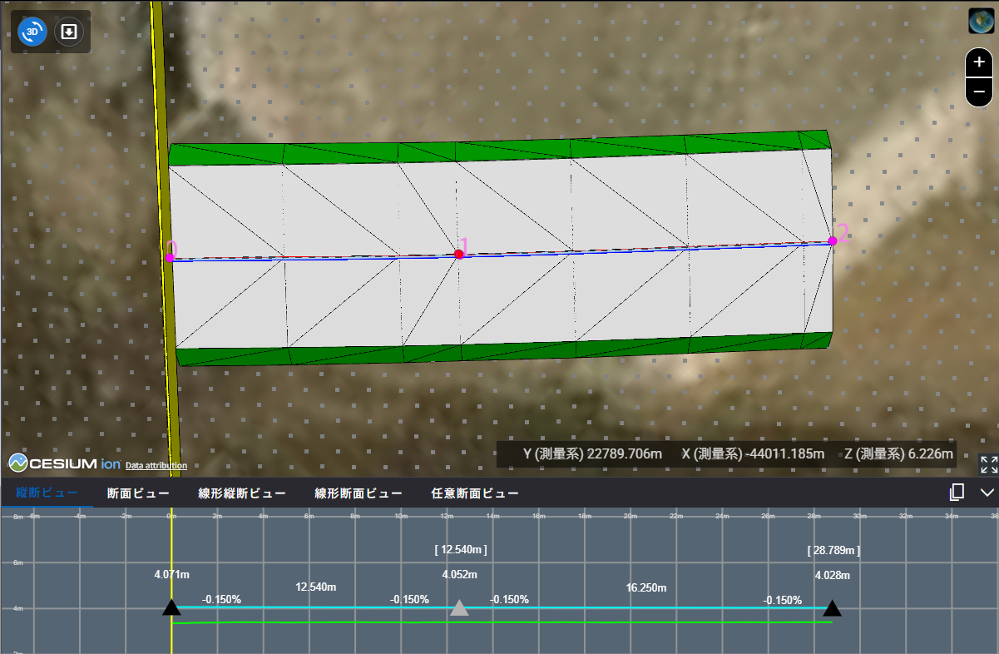 3D
+
−
0
1
2
Y (測量系) 22789.706m X (測量系) -44011.185m Z (測量系) 6.226m
CESIUM ion Data attribution
縦断ビュー 断面ビュー 線形縦断ビュー 線形断面ビュー 任意断面ビュー
8m -6m -4m -2m 0m 2m 4m 6m 8m 10m 12m 14m 16m 18m 20m 22m 24m 26m 28m 30m 32m 34m 36
[ 12.540m ] [ 28.789m ]
6m
4.071m 4.052m 4.028m
12.540m 16.250m
-0.150% -0.150% -0.150% -0.150%
4m
2m